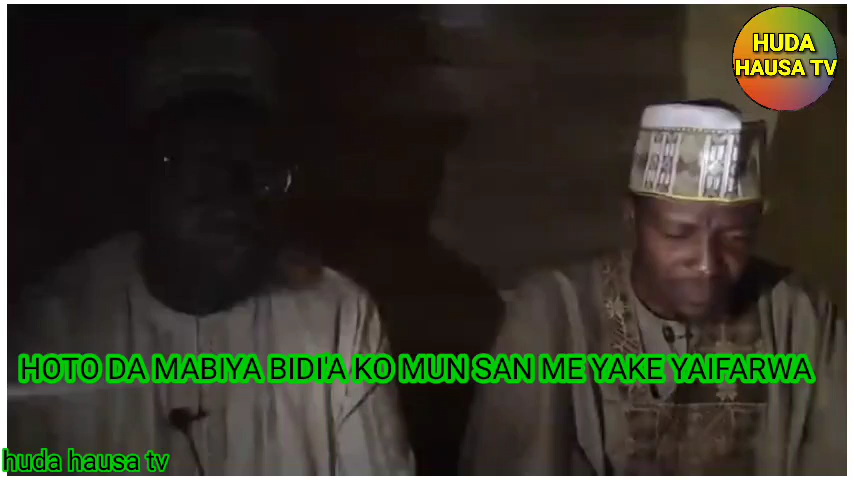 HUDA
HAUSA TV
HOTO DA MABIYA BIDI'A KO MUN SAN ME YAKE YAIFARWA
huda hausa tv